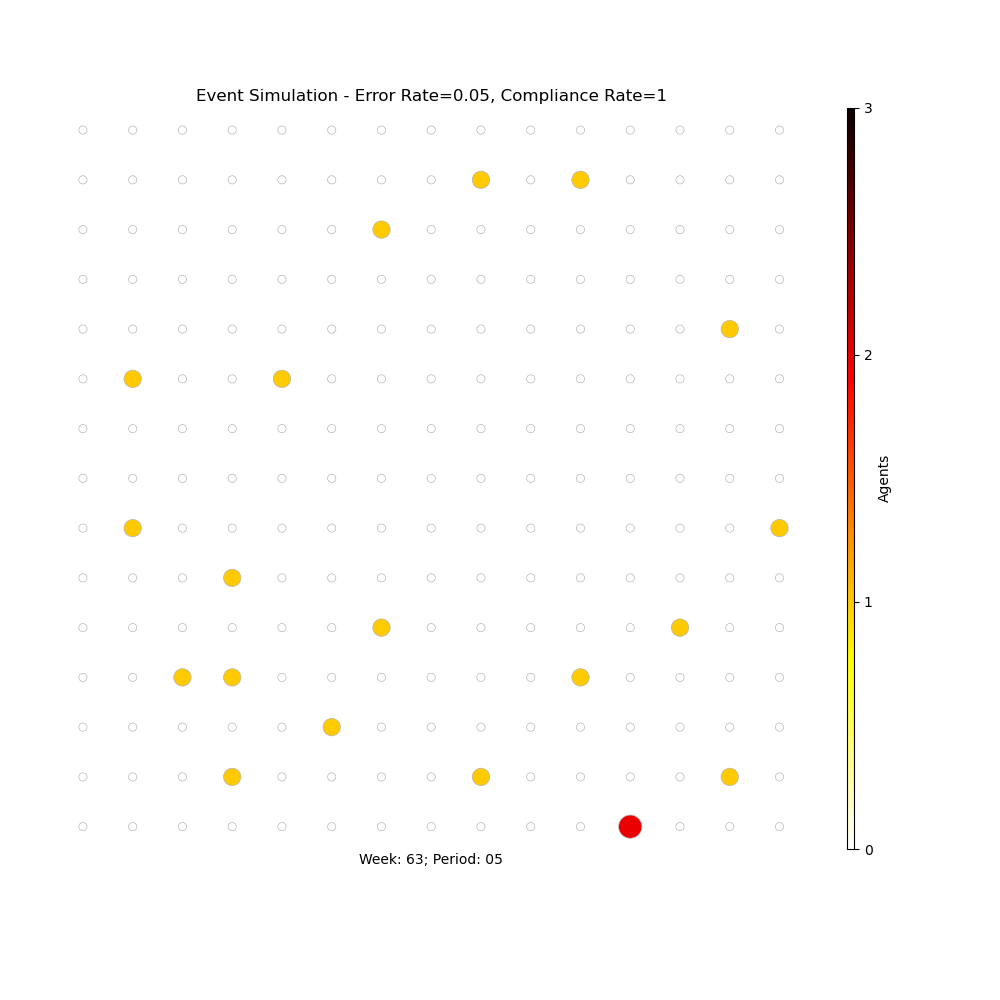 Event Simulation - Error Rate=0.05, Compliance Rate=1
3
2
Agents
1
0
Week: 63; Period: 05